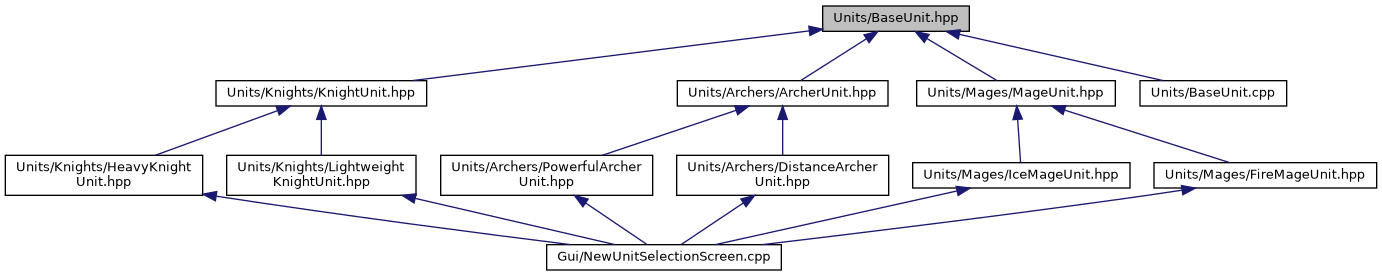 Units/BaseUnit.hpp
Units/Knights/KnightUnit.hpp
Units/Archers/ArcherUnit.hpp
Units/Mages/MageUnit.hpp
Units/BaseUnit.cpp
Units/Knights/HeavyKnight
Unit.hpp
Units/Knights/Lightweight
KnightUnit.hpp
Units/Archers/PowerfulArcher
Unit.hpp
Units/Archers/DistanceArcher
Unit.hpp
Units/Mages/IceMageUnit.hpp
Units/Mages/FireMageUnit.hpp
Gui/NewUnitSelectionScreen.cpp